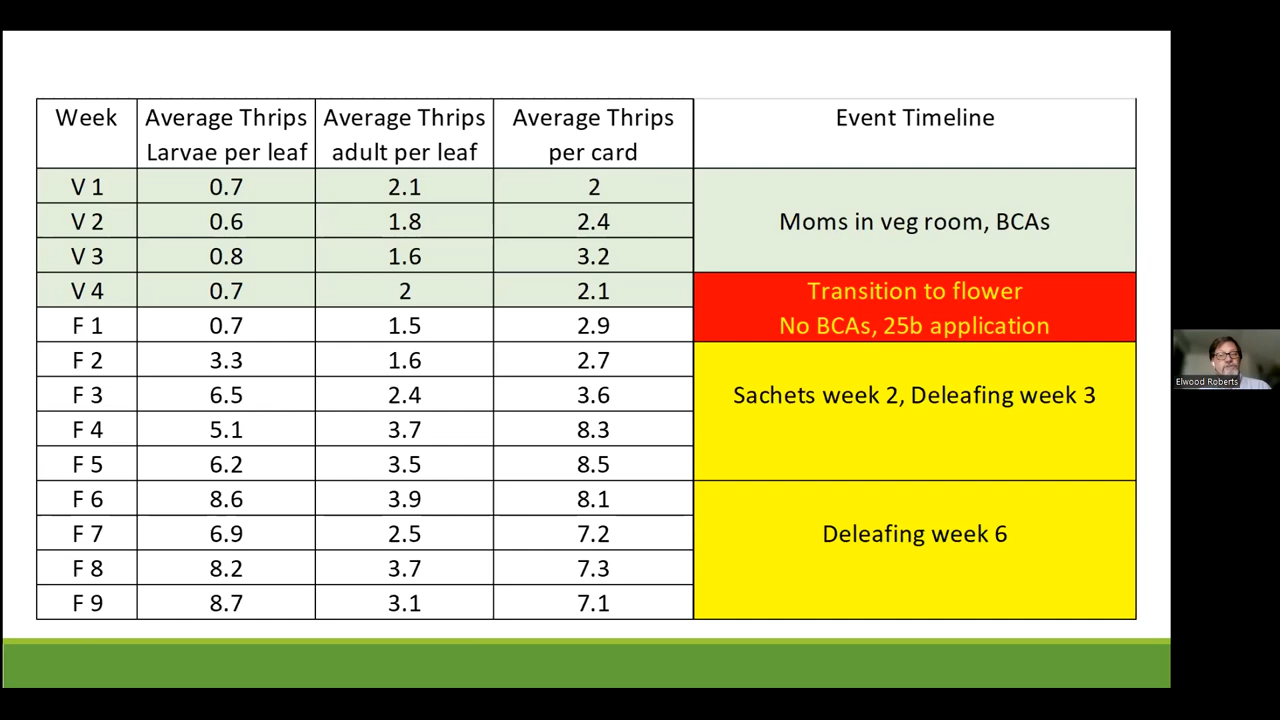 Week Average Thrips Average Thrips Average Thrips Event Timeline
Larvae per leaf adult per leaf per card
V 1 0.7 2.1 2
V 2 0.6 1.8 2.4 Moms in veg room, BCAs
V 3 0.8 1.6 3.2
V 4 0.7 2 2.1 Transition to flower
F 1 0.7 1.5 2.9 No BCAs, 25b application
F 2 3.3 1.6 2.7
F 3 6.5 2.4 3.6 Sachets week 2, Deleafing week 3
F 4 5.1 3.7 8.3
F 5 6.2 3.5 8.5
F 6 8.6 3.9 8.1
F 7 6.9 2.5 7.2 Deleafing week 6
F 8 8.2 3.7 7.3
F 9 8.7 3.1 7.1
Elwood Roberts